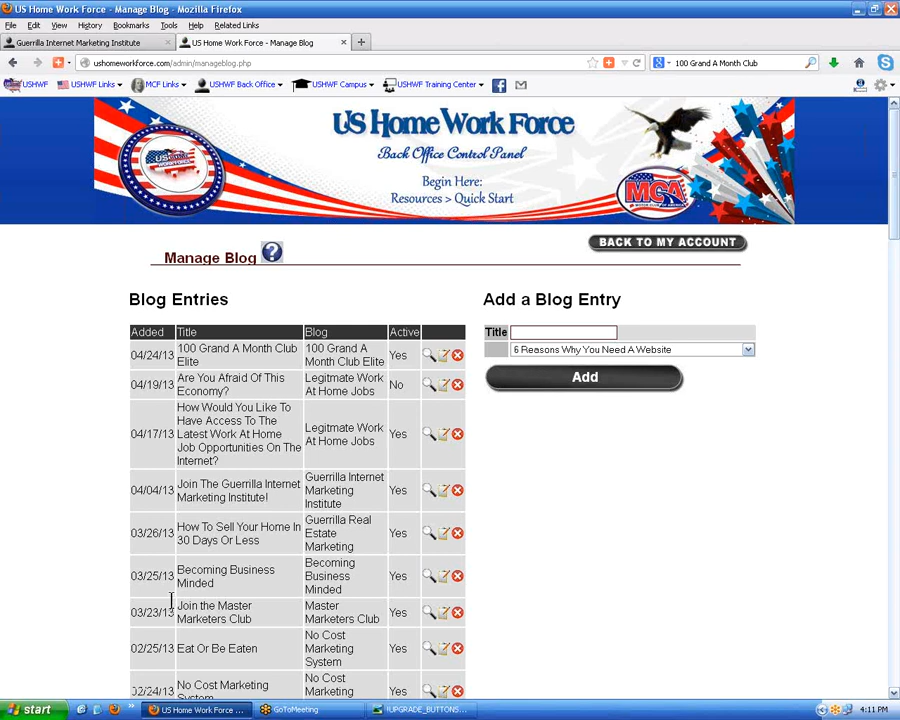 US Home Work Force - Manage Blog - Mozilla Firefox
File Edit View History Bookmarks Tools Help Related Links
Guerrilla Internet Marketing Institute × US Home Work Force - Manage Blog ×
ushomeworkforce.com/admin/manageblog.php 100 Grand A Month Club
USHWF USHWF Links MCF Links USHWF Back Office USHWF Campus USHWF Training Center
US Home Work Force
Back Office Control Panel
Begin Here:
Resources > Quick Start
MCA
BACK TO MY ACCOUNT
Manage Blog ?
Blog Entries
Added Title Blog Active
04/24/13 100 Grand A Month Club
Elite 100 Grand A
Month Club Elite Yes
04/19/13 Are You Afraid Of This
Economy? Legitmate Work
At Home Jobs No
04/17/13 How Would You Like To
Have Access To The
Latest Work At Home
Job Opportunities On The
Internet? Legitmate Work
At Home Jobs Yes
04/04/13 Join The Guerrilla Internet
Marketing Institute! Guerrilla Internet
Marketing
Institute Yes
03/26/13 How To Sell Your Home In
30 Days Or Less Guerrilla Real
Estate
Marketing Yes
03/25/13 Becoming Business
Minded Becoming
Business
Minded Yes
03/23/13 Join the Master
Marketers Club Master
Marketers Club Yes
02/25/13 Eat Or Be Eaten No Cost
Marketing
System Yes
02/24/13 No Cost Marketing
System No Cost
Marketing Yes
Add a Blog Entry
Title
6 Reasons Why You Need A Website
Add
start US Home Work Force ... GoToMeeting !UPGRADE_BUTTONS... 4:11 PM